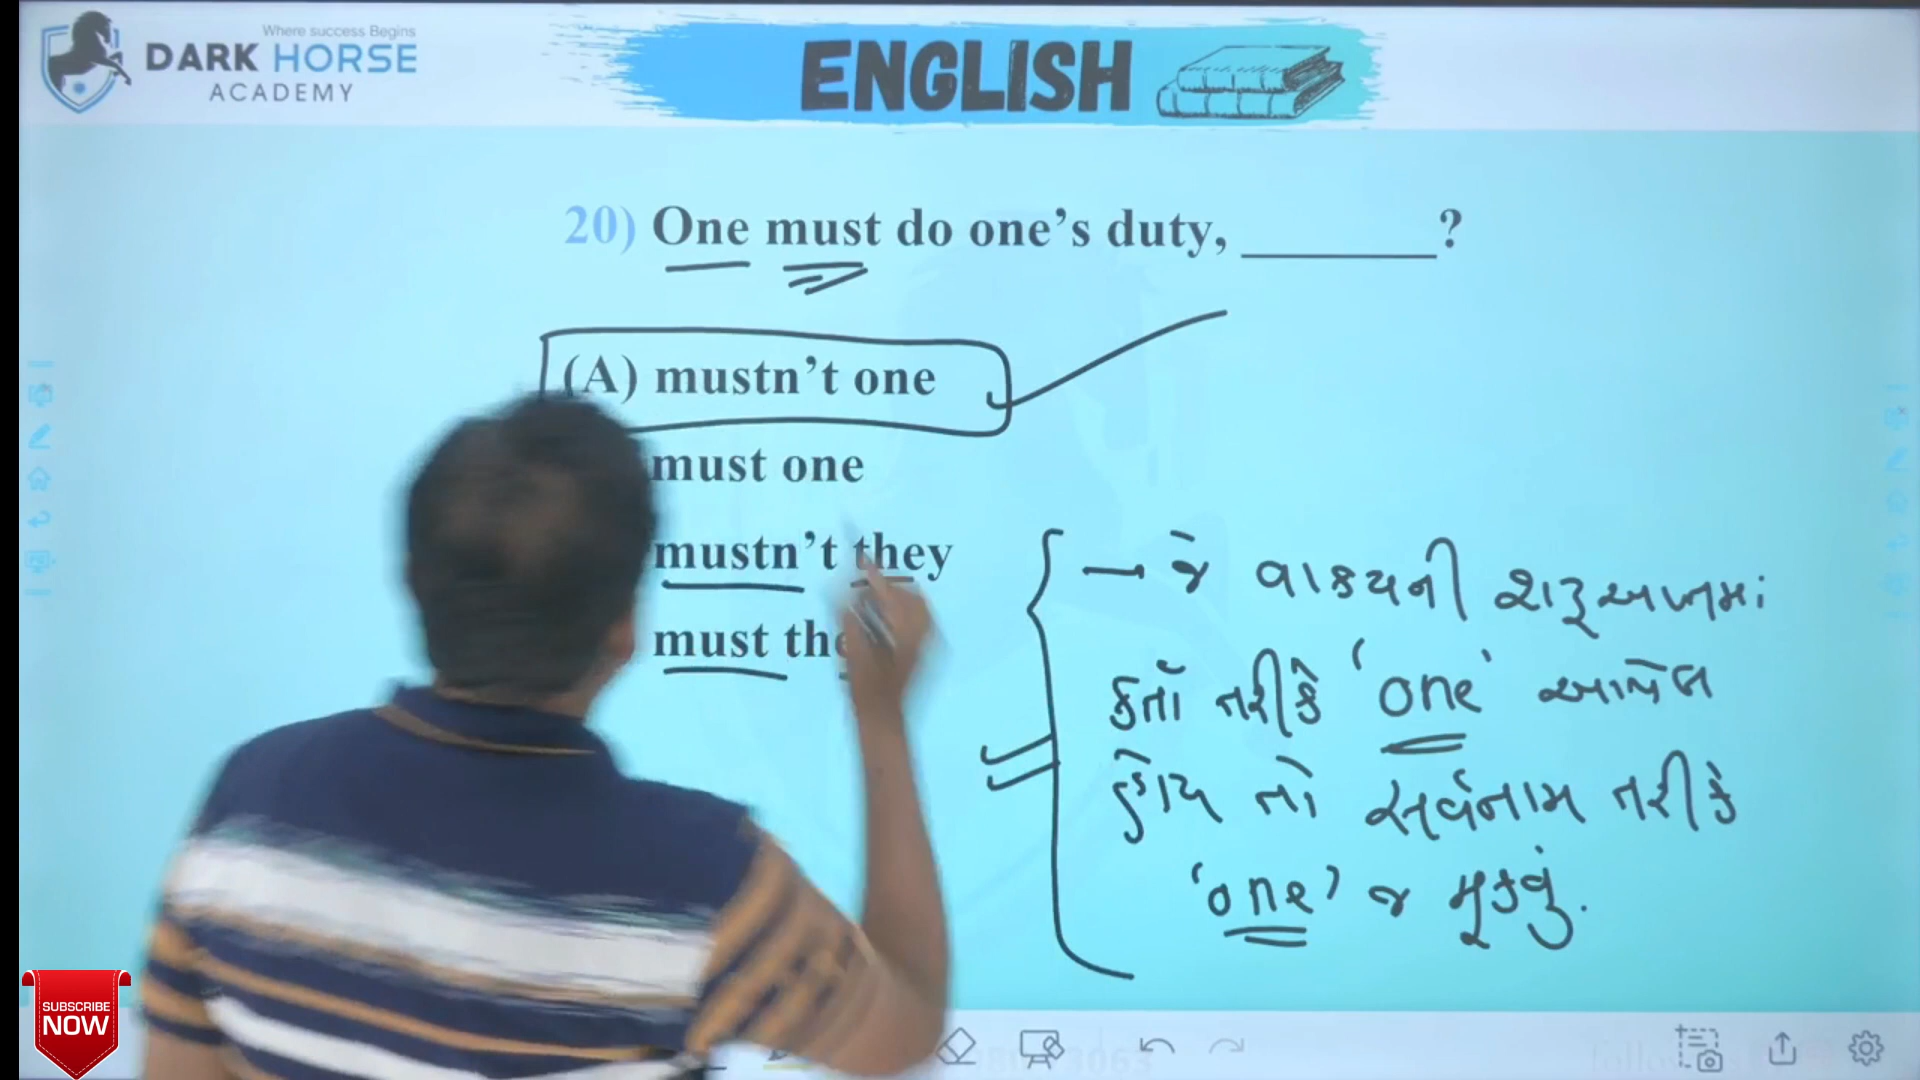 Where success Begins
DARK HORSE
ACADEMY
ENGLISH
20) One must do one's duty, ________?
(A) mustn't one
must one
mustn't they
must the
→ જે વાક્યની શરૂઆતમાં
કર્તા તરીકે 'one' આપેલ
હોય તો સર્વનામ તરીકે
'one' જ મૂકવું.
SUBSCRIBE
NOW